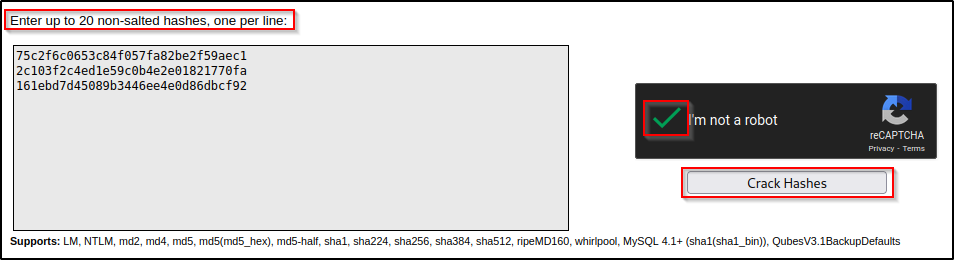 Enter up to 20 non-salted hashes, one per line:
75c2f6c0653c84f057fa82be2f59aec1
2c103f2c4ed1e59c0b4e2e01821770fa
161ebd7d45089b3446ee4e0d86dbcf92
I'm not a robot
reCAPTCHA
Privacy - Terms
Crack Hashes
Supports: LM, NTLM, md2, md4, md5, md5(md5_hex), md5-half, sha1, sha224, sha256, sha384, sha512, ripeMD160, whirlpool, MySQL 4.1+ (sha1(sha1_bin)), QubesV3.1BackupDefaults